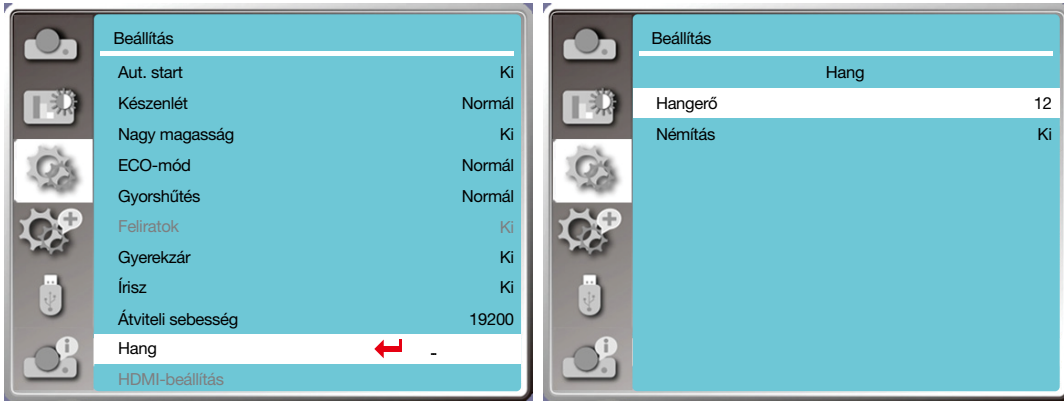 Beállítás
Aut. start Ki
Készenlét Normál
Nagy magasság Ki
ECO-mód Normál
Gyorshűtés Normál
Feliratok Ki
Gyerekzár Ki
Írisz Ki
Átviteli sebesség 19200
Hang -
HDMI-beállítás
Beállítás
Hang
Hangerő 12
Némítás Ki